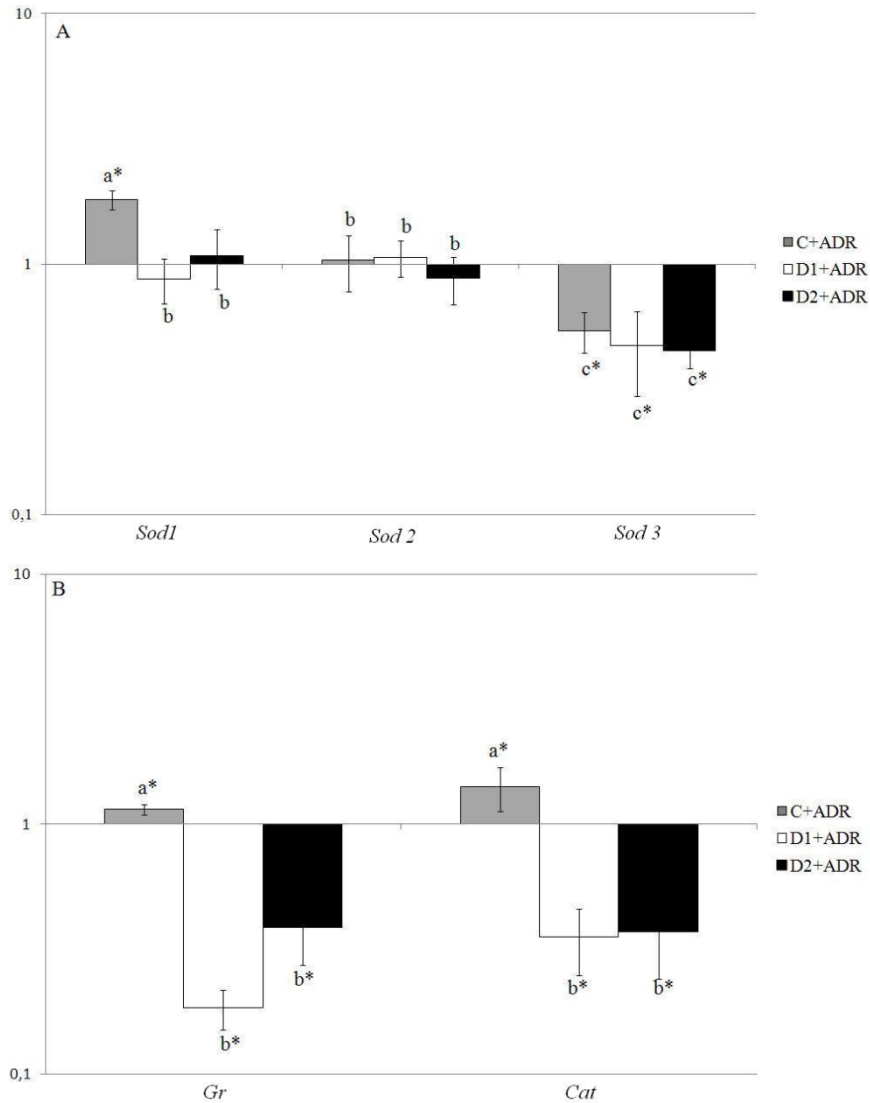 10
A
a*
b
b
b
b
b
1
b
b
c*
c*
c*
C+ADR
D1+ADR
D2+ADR
0,1
Sod1
Sod 2
Sod 3
10
B
a*
a*
1
b*
b*
b*
b*
C+ADR
D1+ADR
D2+ADR
0,1
Gr
Cat